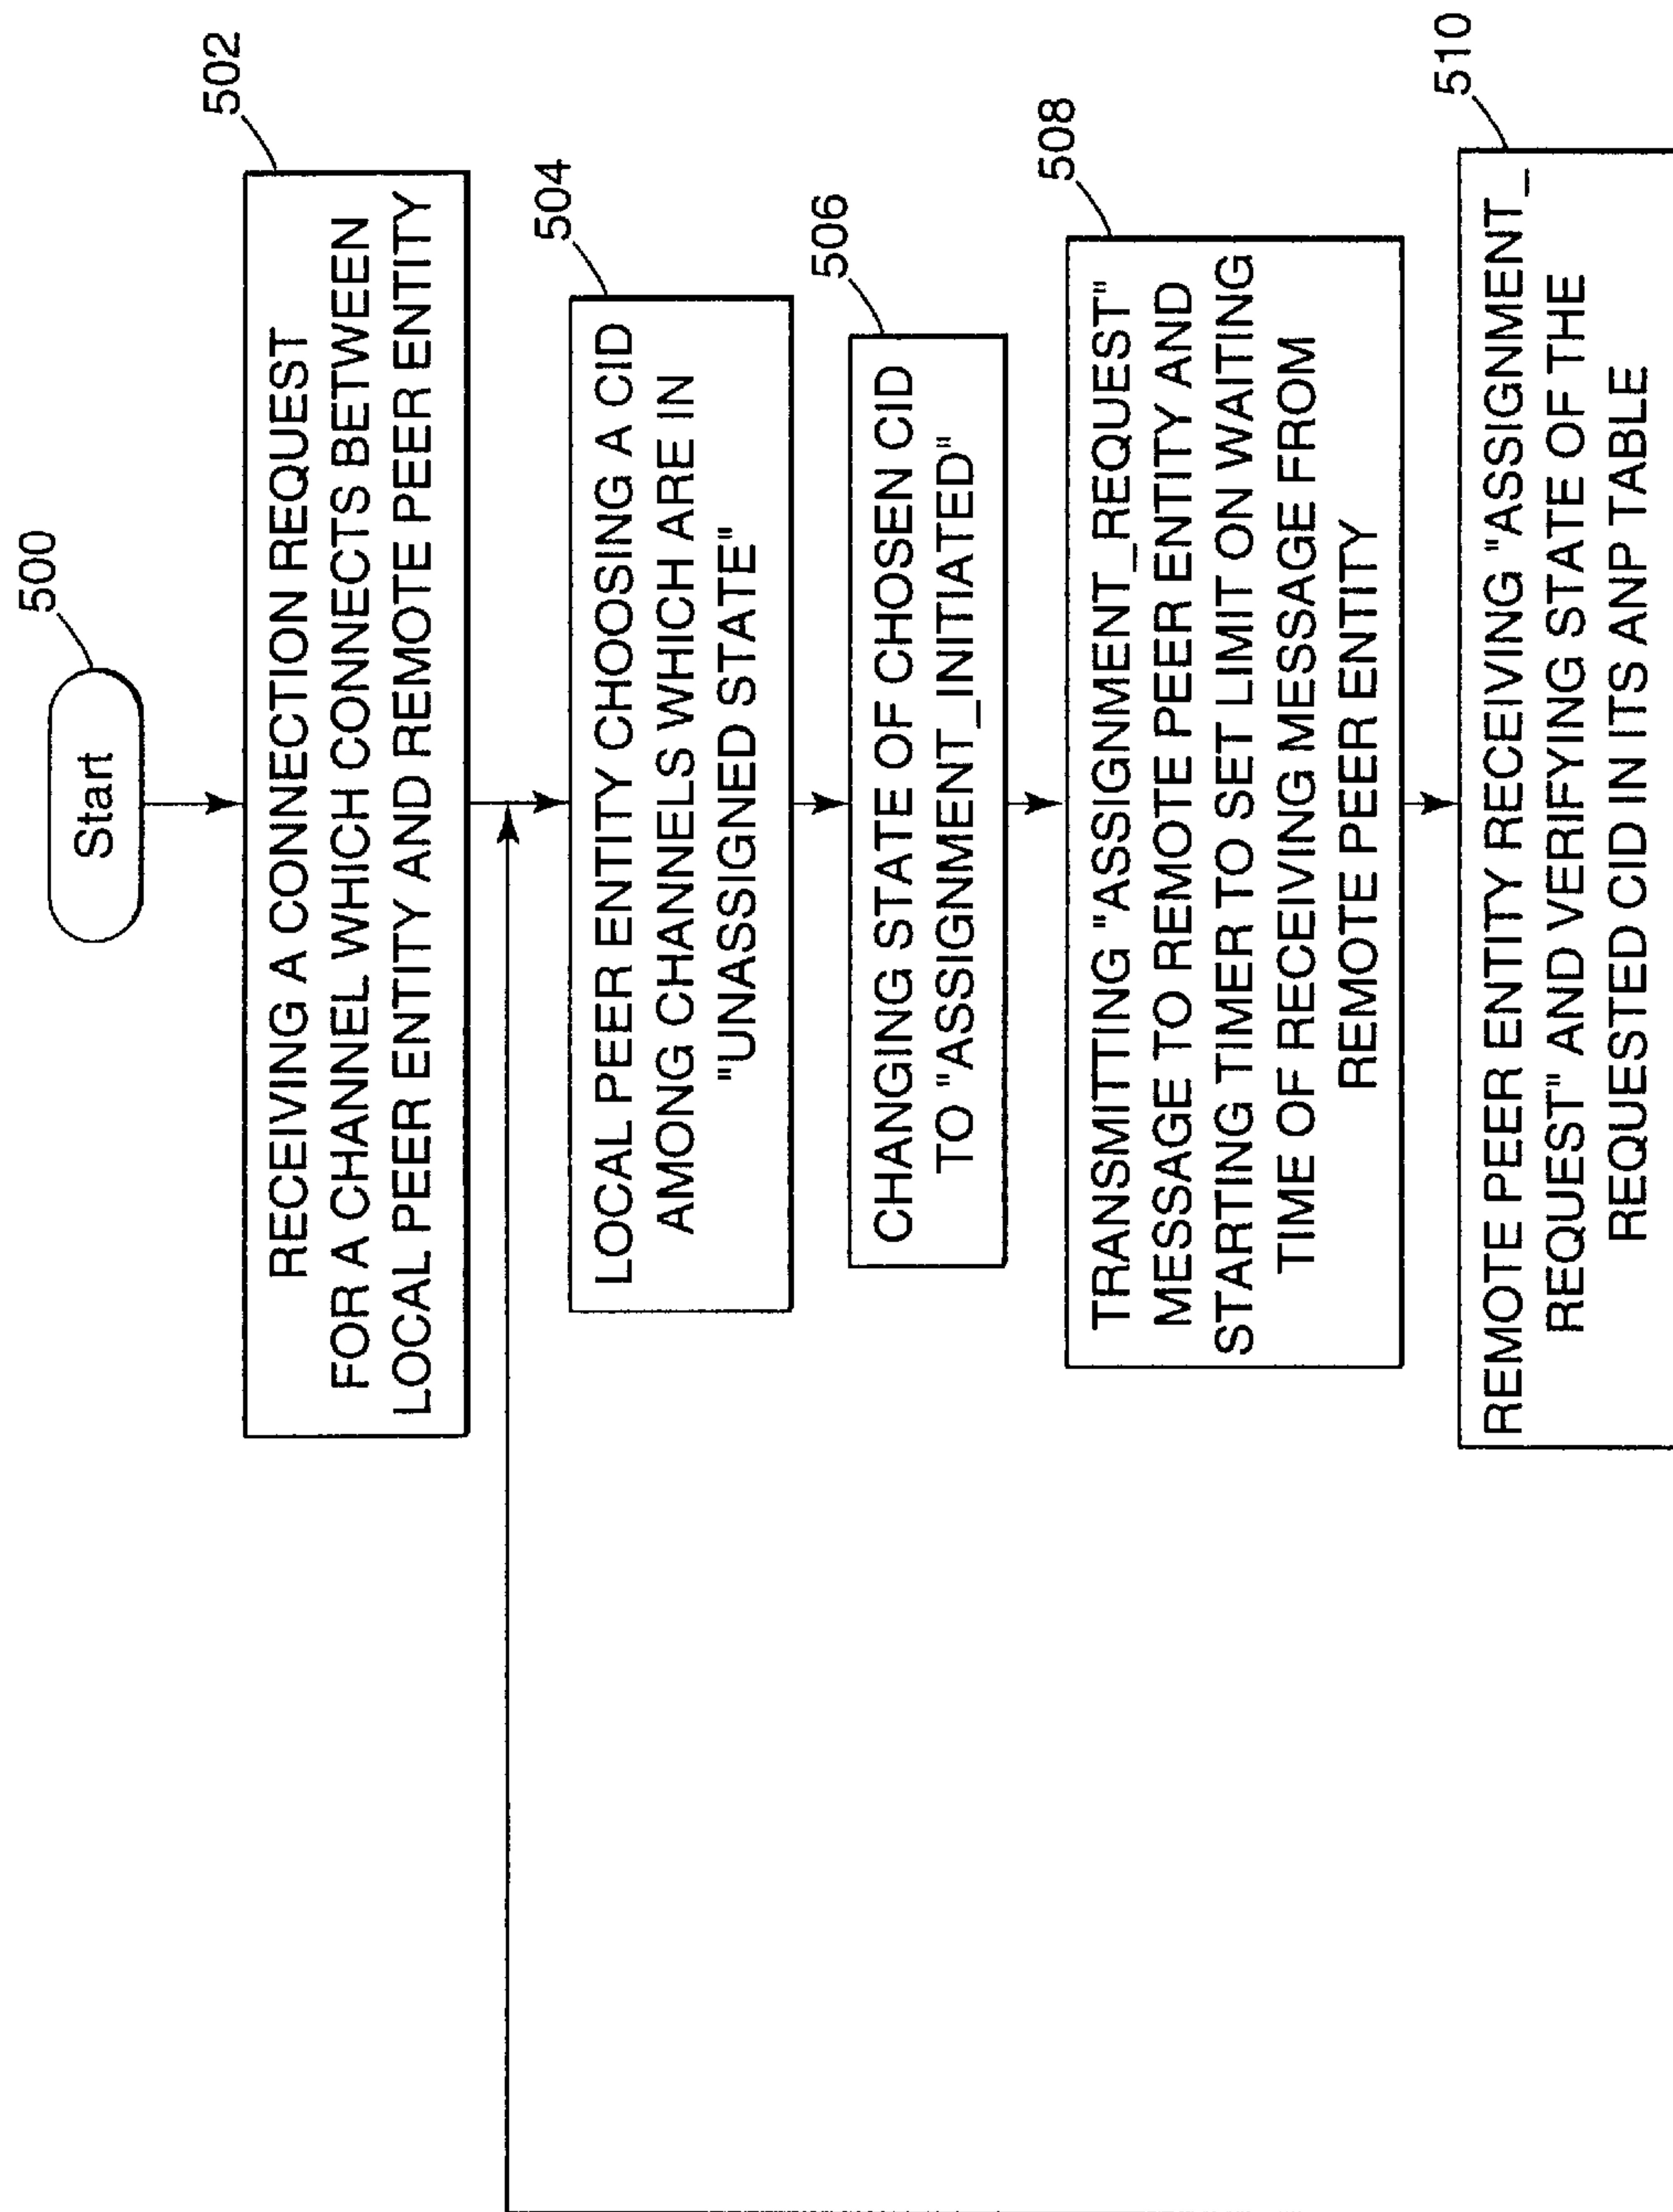 500
Start
502
RECEIVING A CONNECTION REQUEST
FOR A CHANNEL WHICH CONNECTS BETWEEN
LOCAL PEER ENTITY AND REMOTE PEER ENTITY
504
LOCAL PEER ENTITY CHOOSING A CID
AMONG CHANNELS WHICH ARE IN
"UNASSIGNED STATE"
506
CHANGING STATE OF CHOSEN CID
TO "ASSIGNMENT_INITIATED"
508
TRANSMITTING "ASSIGNMENT_REQUEST"
MESSAGE TO REMOTE PEER ENTITY AND
STARTING TIMER TO SET LIMIT ON WAITING
TIME OF RECEIVING MESSAGE FROM
REMOTE PEER ENTITY
510
REMOTE PEER ENTITY RECEIVING "ASSIGNMENT_
REQUEST" AND VERIFYING STATE OF THE
REQUESTED CID IN ITS ANP TABLE